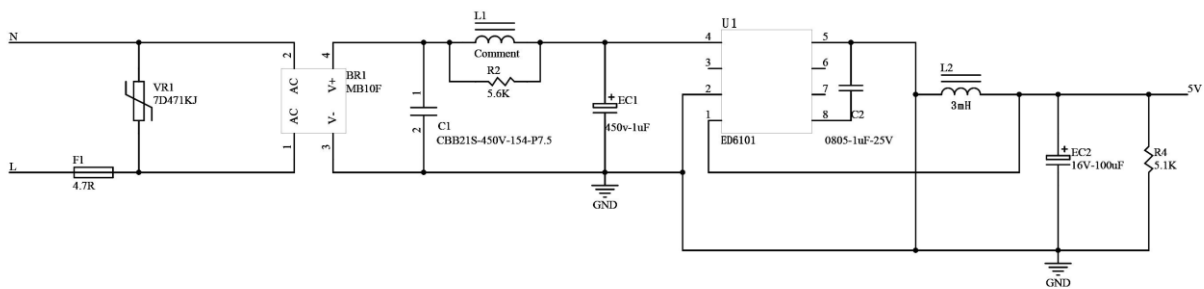 N
VR1
7D471KJ
L
F1
4.7R
2
AC
AC
1
4
V+
V-
3
BR1
MB10F
1
2
C1
CBB21S-450V-154-P7.5
L1
Comment
R2
5.6K
+
EC1
450v-1uF
GND
U1
4
3
2
1
5
6
7
8
ED6101
C2
0805-1uF-25V
L2
3mH
5V
+
EC2
16V-100uF
R4
5.1K
GND